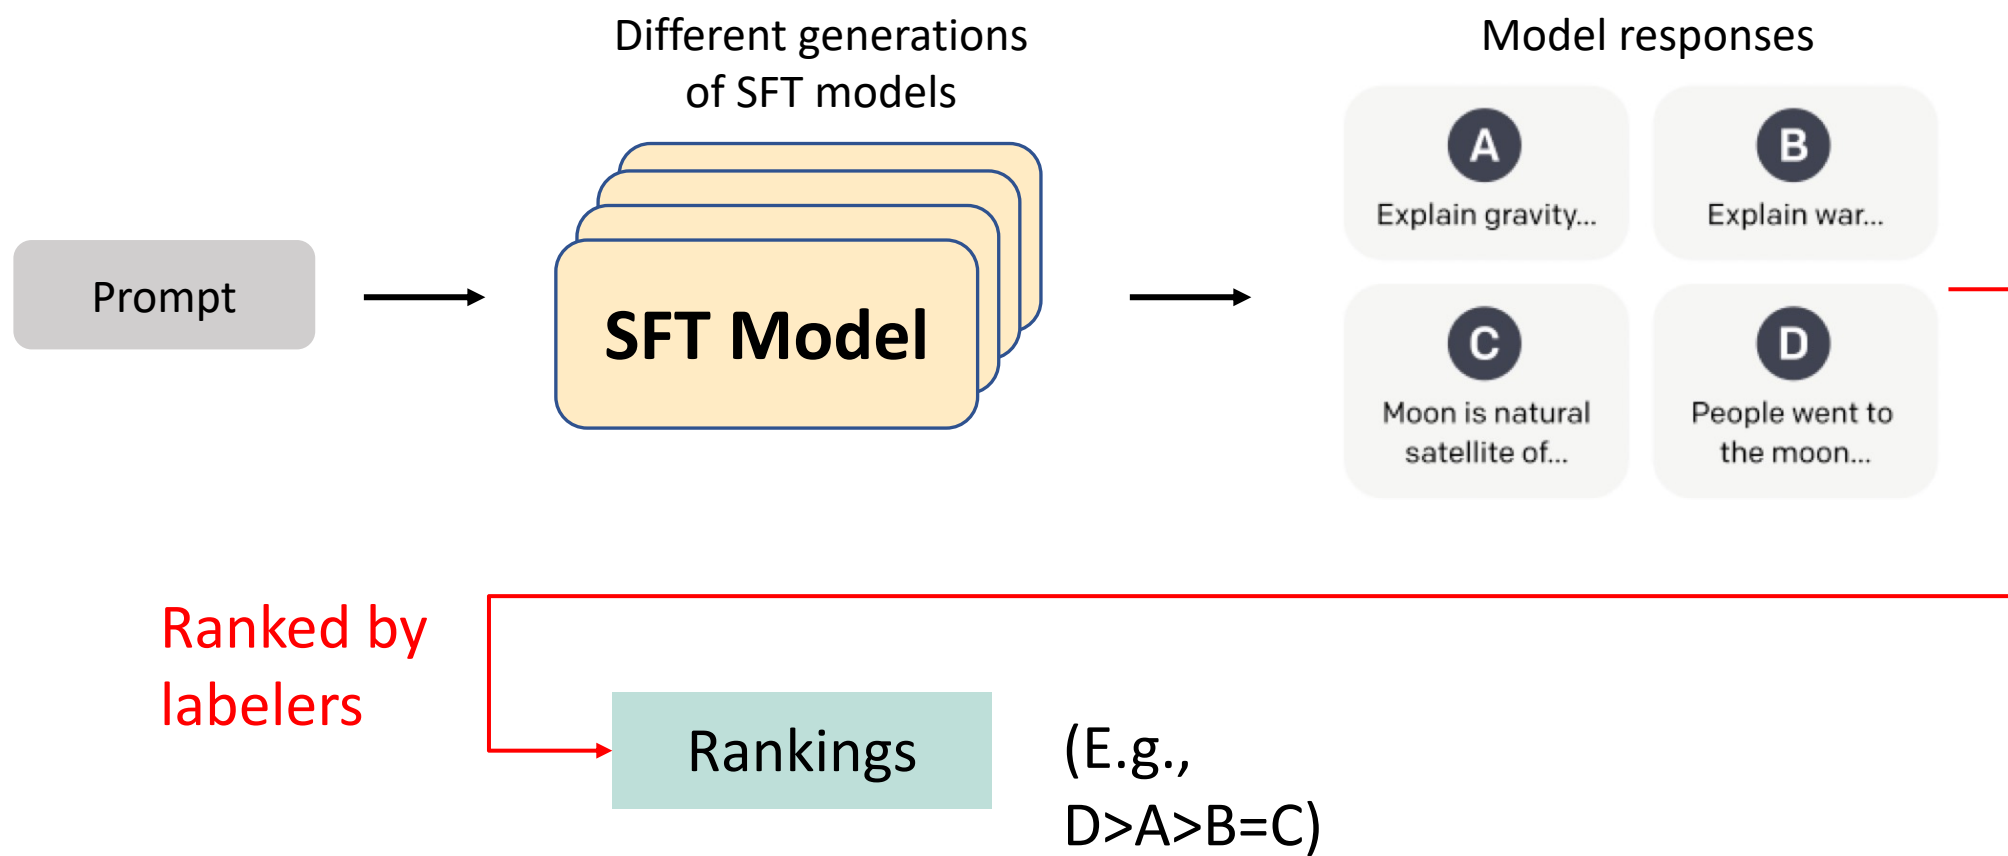 Different generations
of SFT models
Model responses
Prompt
SFT Model
A
Explain gravity...
B
Explain war...
C
Moon is natural
satellite of...
D
People went to
the moon...
Ranked by
labelers
Rankings
(E.g.,
D>A>B=C)